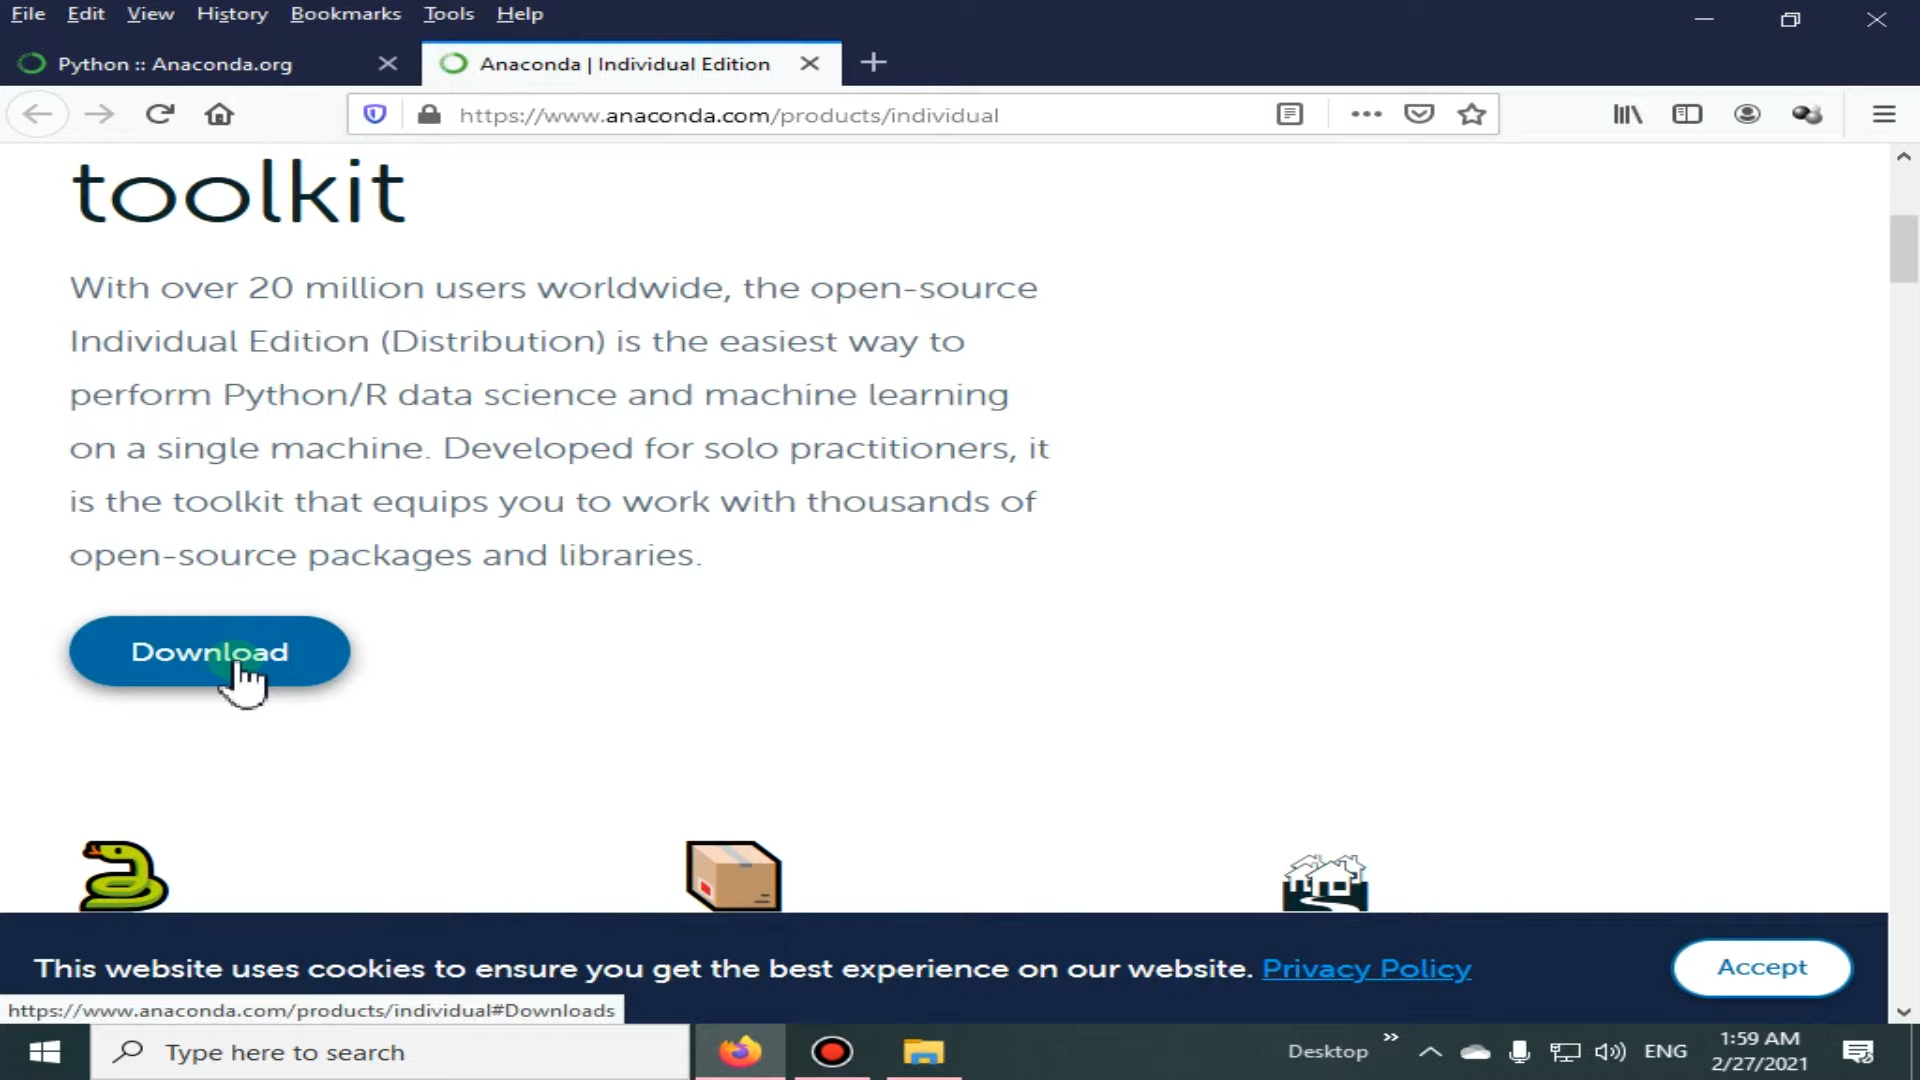 File Edit View History Bookmarks Tools Help
Python :: Anaconda.org
Anaconda | Individual Edition
https://www.anaconda.com/products/individual
toolkit
With over 20 million users worldwide, the open-source
Individual Edition (Distribution) is the easiest way to
perform Python/R data science and machine learning
on a single machine. Developed for solo practitioners, it
is the toolkit that equips you to work with thousands of
open-source packages and libraries.
Download
This website uses cookies to ensure you get the best experience on our website. Privacy Policy
Accept
https://www.anaconda.com/products/individual#Downloads
Type here to search
Desktop
ENG
1:59 AM
2/27/2021